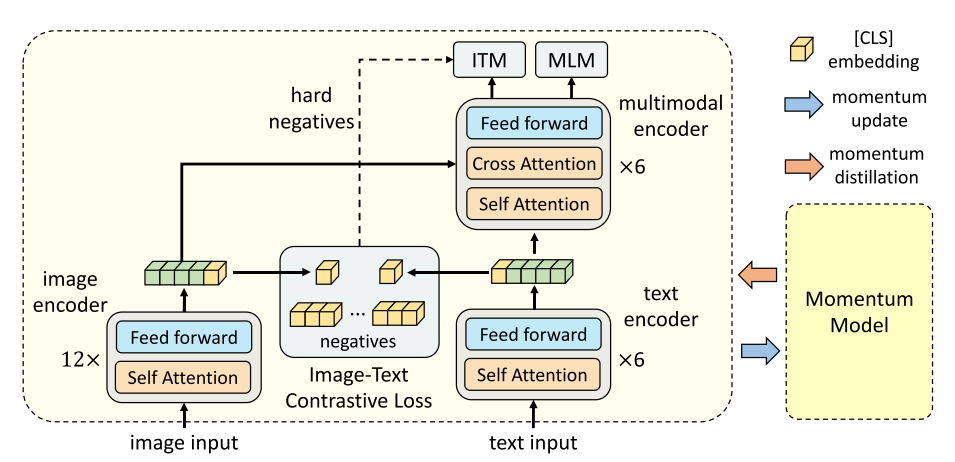 ITM
MLM
[CLS]
embedding
hard
negatives
Feed forward
Cross Attention
Self Attention
multimodal
encoder
×6
momentum
update
momentum
distillation
image
encoder
12×
Feed forward
Self Attention
...
negatives
Image-Text
Contrastive Loss
text
encoder
Feed forward
Self Attention
×6
Momentum
Model
image input
text input